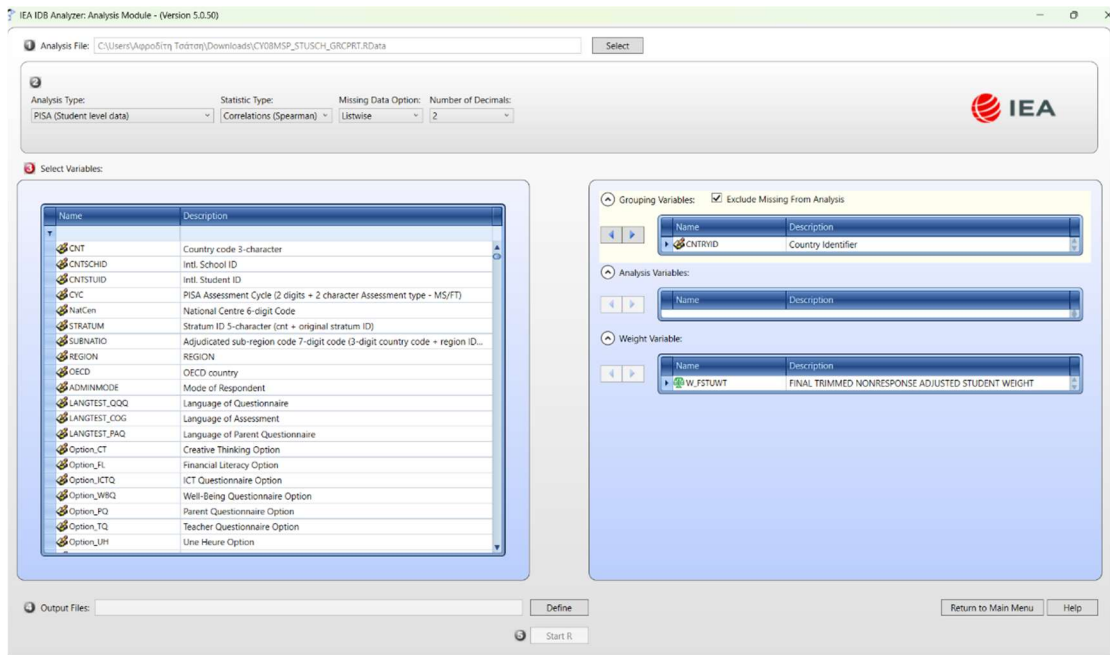 IEA IDB Analyzer: Analysis Module - (Version 5.0.50)
1 Analysis File: C:\Users\Αφροδίτη Τσάτση\Downloads\CY08MSP_STUSCH_GRCPRT.RData Select
2
Analysis Type: Statistic Type: Missing Data Option: Number of Decimals:
PISA (Student level data) Correlations (Spearman) Listwise 2
IEA
3 Select Variables:
Name Description
CNT Country code 3-character
CNTSCHID Intl. School ID
CNTSTUID Intl. Student ID
CYC PISA Assessment Cycle (2 digits + 2 character Assessment type - MS/FT)
NatCen National Centre 6-digit Code
STRATUM Stratum ID 5-character (cnt + original stratum ID)
SUBNATIO Adjudicated sub-region code 7-digit code (3-digit country code + region ID...
REGION REGION
OECD OECD country
ADMINMODE Mode of Respondent
LANGTEST_QQQ Language of Questionnaire
LANGTEST_COG Language of Assessment
LANGTEST_PAQ Language of Parent Questionnaire
Option_CT Creative Thinking Option
Option_FL Financial Literacy Option
Option_ICTQ ICT Questionnaire Option
Option_WBQ Well-Being Questionnaire Option
Option_PQ Parent Questionnaire Option
Option_TQ Teacher Questionnaire Option
Option_UH Une Heure Option
Grouping Variables: Exclude Missing From Analysis
Name Description
CNTRYID Country Identifier
Analysis Variables:
Name Description
Weight Variable:
Name Description
W_FSTUWT FINAL TRIMMED NONRESPONSE ADJUSTED STUDENT WEIGHT
4 Output Files: Define
Return to Main Menu Help
5 Start R